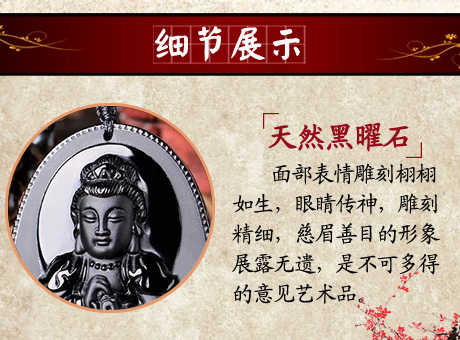 细节展示
天然黑曜石
面部表情雕刻栩栩
如生，眼睛传神，雕刻
精细，慈眉善目的形象
展露无遗，是不可多得
的意见艺术品。